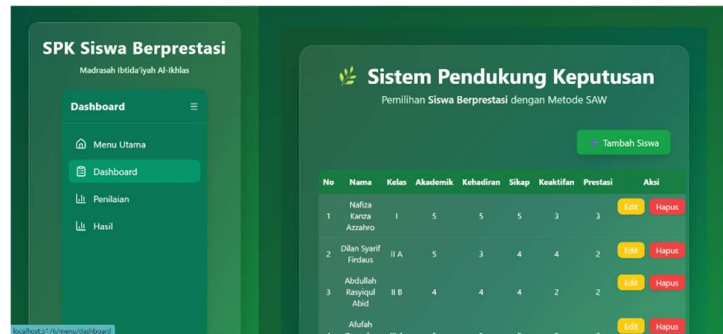 SPK Siswa Berprestasi
Madrasah Ibtida'iyah Al-Ikhlas
Dashboard
Menu Utama
Dashboard
Penilaian
Hasil
Sistem Pendukung Keputusan
Pemilihan Siswa Berprestasi dengan Metode SAW
+ Tambah Siswa
No Nama Kelas Akademik Kehadiran Sikap Keaktifan Prestasi Aksi
1 Nafiza Kanza Azzahro I 5 5 5 3 3 Edit Hapus
2 Dilan Syarif Firdaus II A 5 3 4 4 2 Edit Hapus
3 Abdullah Rasyiqul Abid II B 4 4 4 2 2 Edit Hapus
Afufah
Edit Hapus